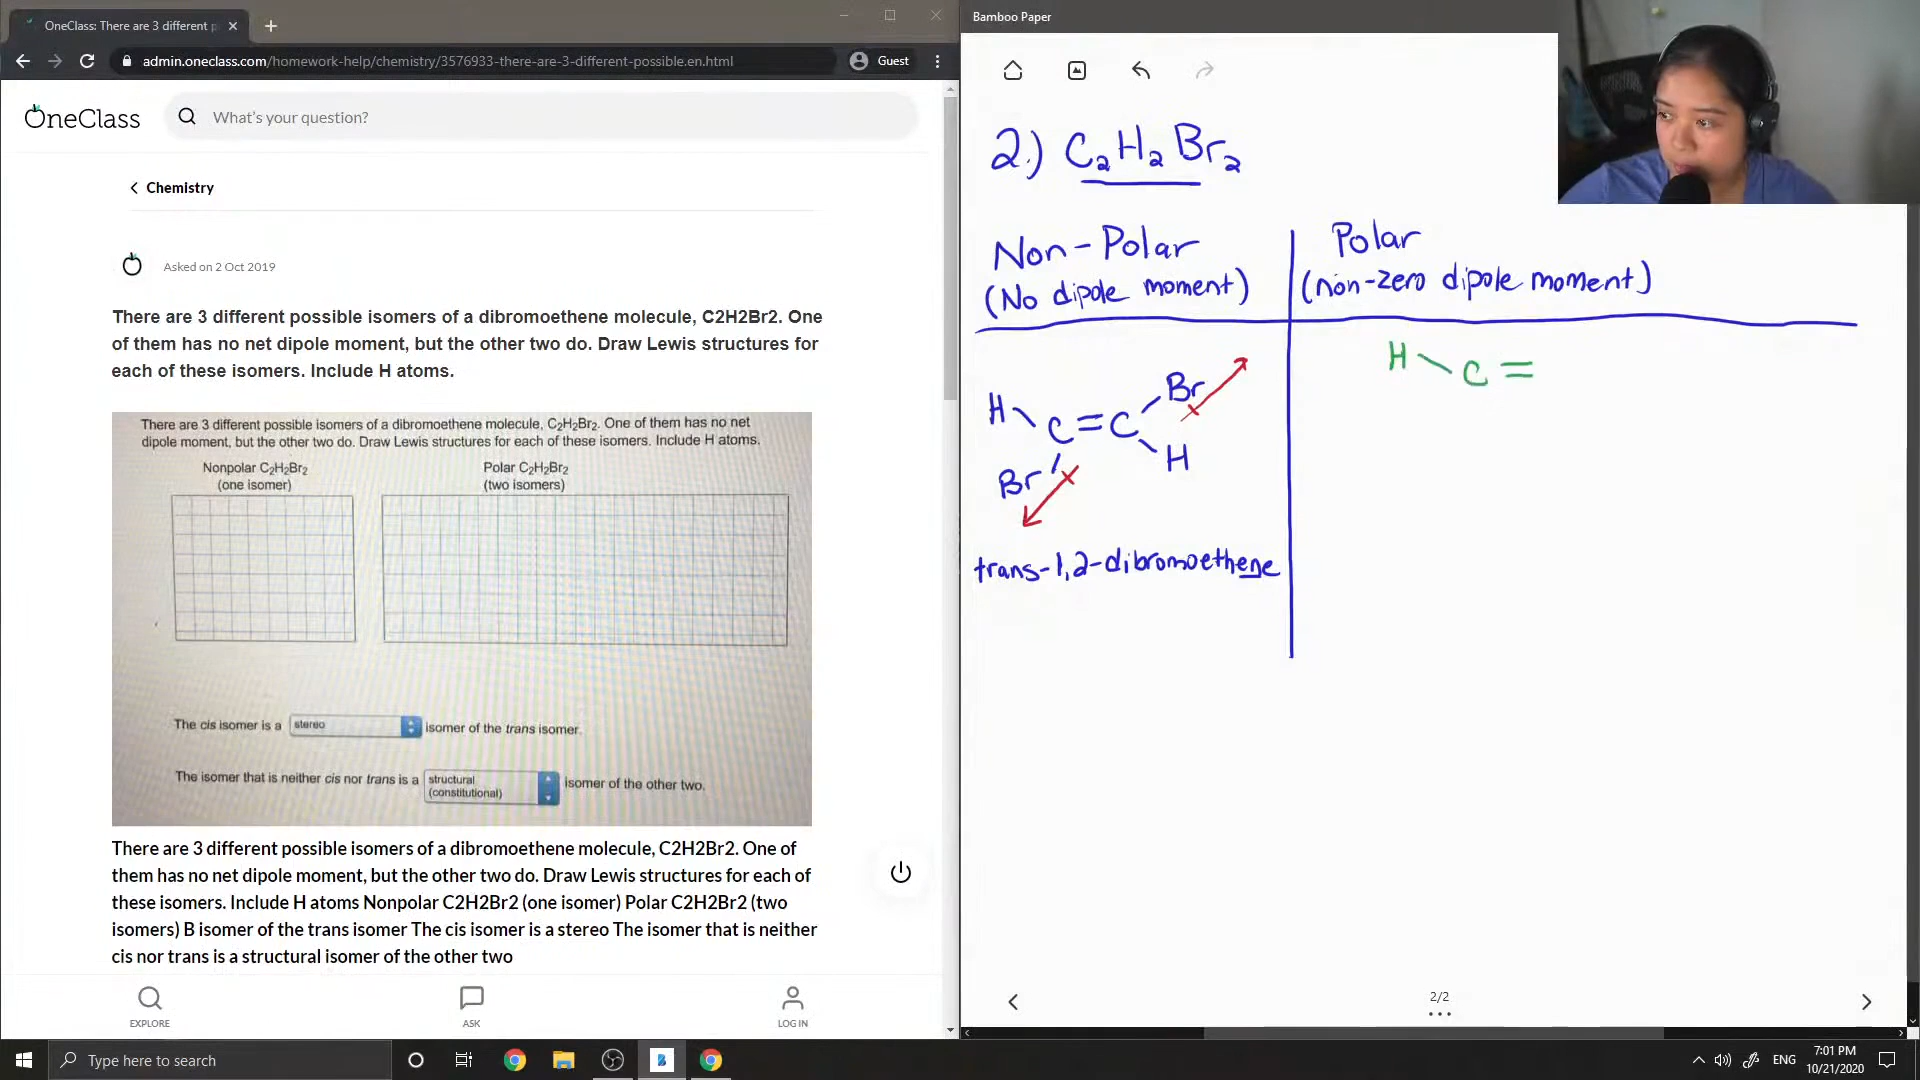 OneClass: There are 3 different p
admin.oneclass.com/homework-help/chemistry/3576933-there-are-3-different-possible.en.html
Guest
OneClass
What's your question?
Chemistry
Asked on 2 Oct 2019
There are 3 different possible isomers of a dibromoethene molecule, C2H2Br2. One
of them has no net dipole moment, but the other two do. Draw Lewis structures for
each of these isomers. Include H atoms.
There are 3 different possible isomers of a dibromoethene molecule, C₂H₂Br₂. One of them has no net
dipole moment, but the other two do. Draw Lewis structures for each of these isomers. Include H atoms.
Nonpolar C₂H₂Br₂
(one isomer)
Polar C₂H₂Br₂
(two isomers)
The cis isomer is a stereo isomer of the trans isomer.
The isomer that is neither cis nor trans is a structural
(constitutional) isomer of the other two.
There are 3 different possible isomers of a dibromoethene molecule, C2H2Br2. One of
them has no net dipole moment, but the other two do. Draw Lewis structures for each of
these isomers. Include H atoms Nonpolar C2H2Br2 (one isomer) Polar C2H2Br2 (two
isomers) B isomer of the trans isomer The cis isomer is a stereo The isomer that is neither
cis nor trans is a structural isomer of the other two
EXPLORE
ASK
LOG IN
Bamboo Paper
2.) C₂H₂Br₂
Non-Polar
(No dipole moment)
Polar
(non-zero dipole moment)
H Br
C=C
Br H
trans-1,2-dibromoethene
H C=
2/2
Type here to search
ENG
7:01 PM
10/21/2020